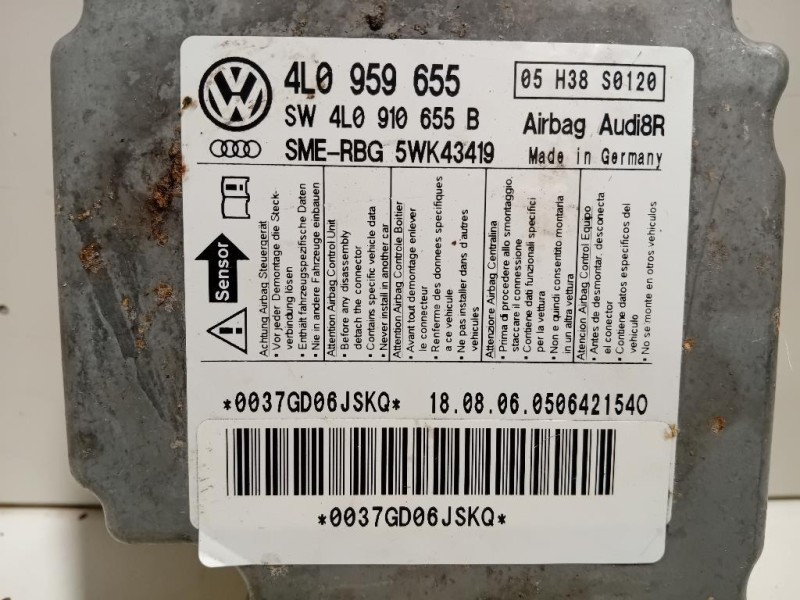 4L0 959 655
05 H38 S0120
SW 4L0 910 655 B
Airbag Audi8R
SME-RBG 5WK43419
Made in Germany
Sensor
Achtung Airbag Steuergerät
• Vor jeder Demontage die Steck-
verbindung lösen
• Enthält fahrzeugspezifische Daten
• Nie in andere Fahrzeuge einbauen
Attention Airbag Control Unit
• Before any disassembly
detach the connector
• Contains specific vehicle data
• Never install in another car
Attention Airbag Controle Boitier
• Avant tout demontage enlever
le connecteur
• Renferme des donnees specifiques
a ce vehicule
• Ne pas installer dans d'autres
vehicules
Attenzione Airbag Centralina
• Prima di procedere allo smontaggio
staccare il connessione
• Contiene dati funzionali specifici
per la vettura
• Non e quindi consentito montarla
in un altra vettura
Atencion Airbag Control Equipo
• Antes de desmontar, desconecta
el conector
• Contiene datos especificos del
vehiculo
• No se monte en otros vehiculos
*0037GD06JSKQ* 18.08.06.0506421540
*0037GD06JSKQ*